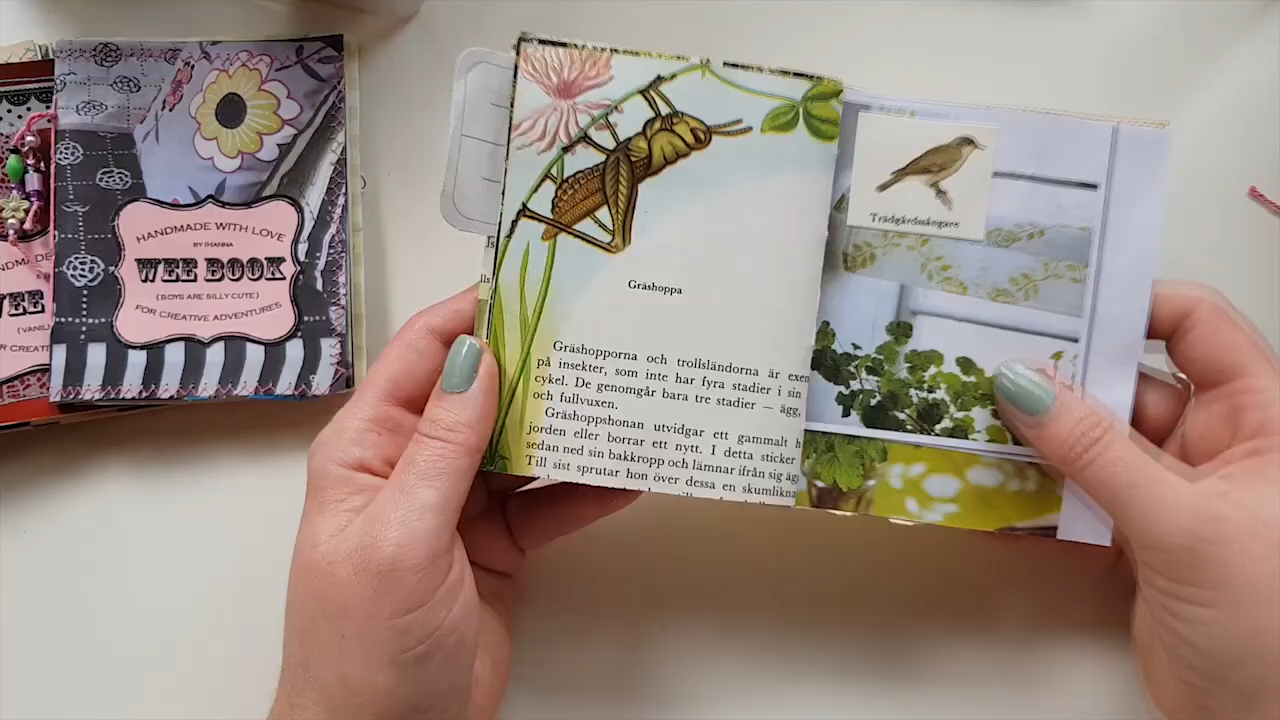 HANDMADE WITH LOVE
BY IHANNA
WEE BOOK
(BOYS ARE SILLY CUTE)
FOR CREATIVE ADVENTURES
Gräshoppa
Gräshopporna och trollsländorna är exen
på insekter, som inte har fyra stadier i sin
cykel. De genomgår bara tre stadier — ägg,
och fullvuxen.
Gräshoppshonan utvidgar ett gammalt h
jorden eller borrar ett nytt. I detta sticker
sedan ned sin bakkropp och lämnar ifrån sig äg
Till sist sprutar hon över dessa en skumlikna
Trädgårdssångare